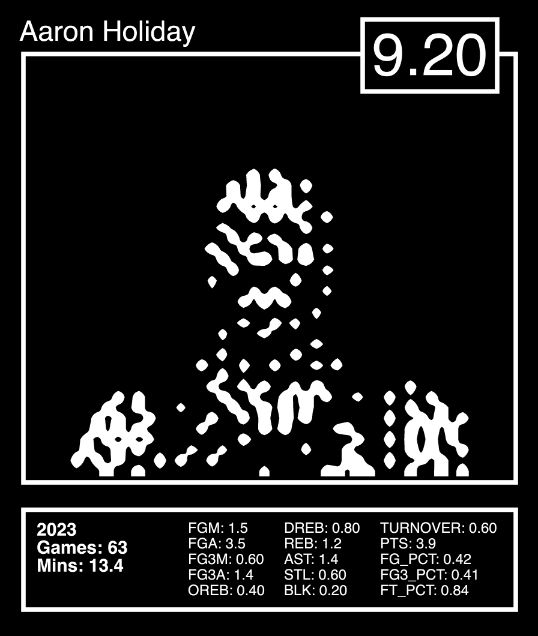 Aaron Holiday
9.20
2023
Games: 63
Mins: 13.4
FGM: 1.5
FGA: 3.5
FG3M: 0.60
FG3A: 1.4
OREB: 0.40
DREB: 0.80
REB: 1.2
AST: 1.4
STL: 0.60
BLK: 0.20
TURNOVER: 0.60
PTS: 3.9
FG_PCT: 0.42
FG3_PCT: 0.41
FT_PCT: 0.84